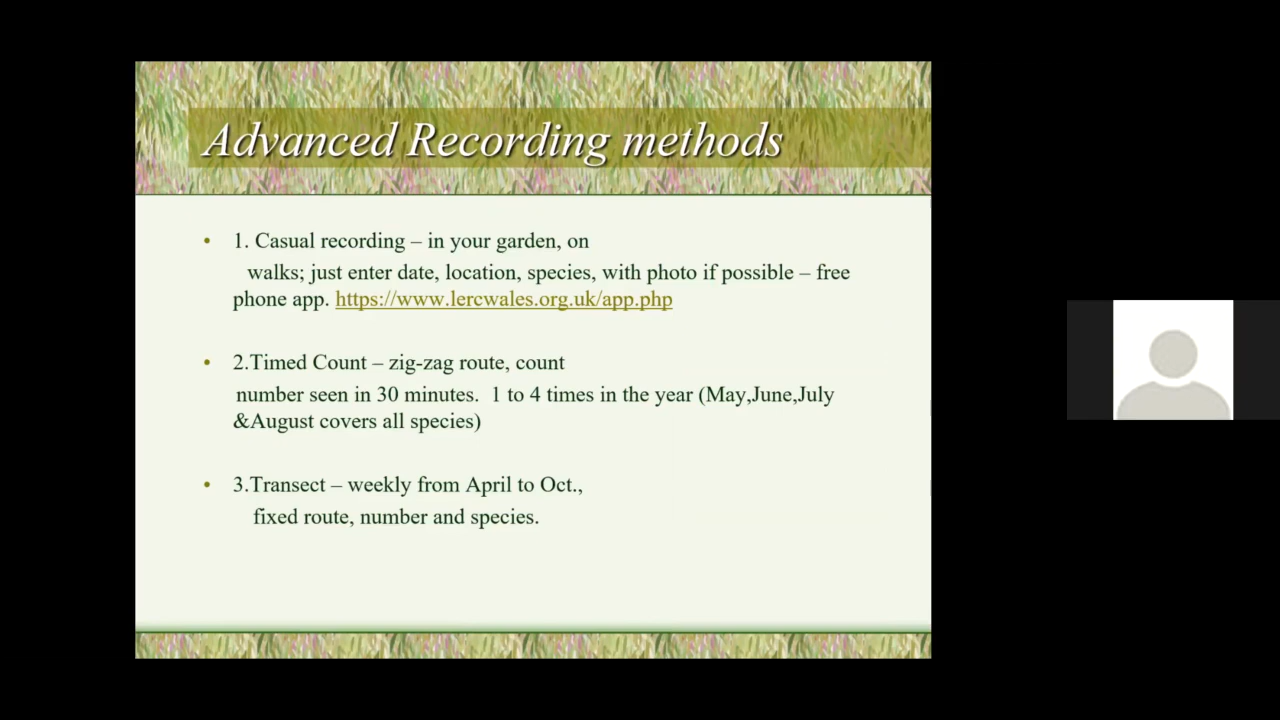 Advanced Recording methods
• 1. Casual recording – in your garden, on
walks; just enter date, location, species, with photo if possible – free
phone app. https://www.lercwales.org.uk/app.php
• 2.Timed Count – zig-zag route, count
number seen in 30 minutes.  1 to 4 times in the year (May,June,July
&August covers all species)
• 3.Transect – weekly from April to Oct.,
fixed route, number and species.